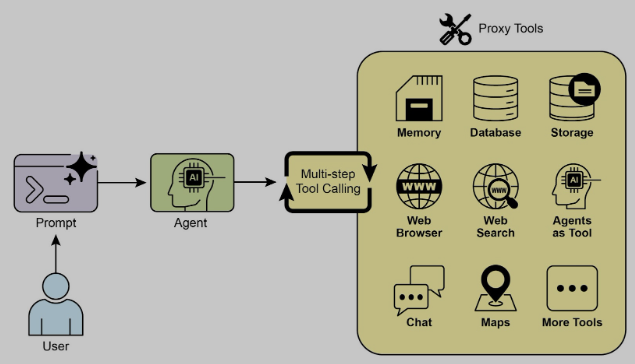 Proxy Tools
Memory
Database
Storage
AI
Multi-step
Tool Calling
WWW
Web
Browser
WWW
Web
Search
AI
Agents
as Tool
Prompt
Agent
Chat
Maps
More Tools
User